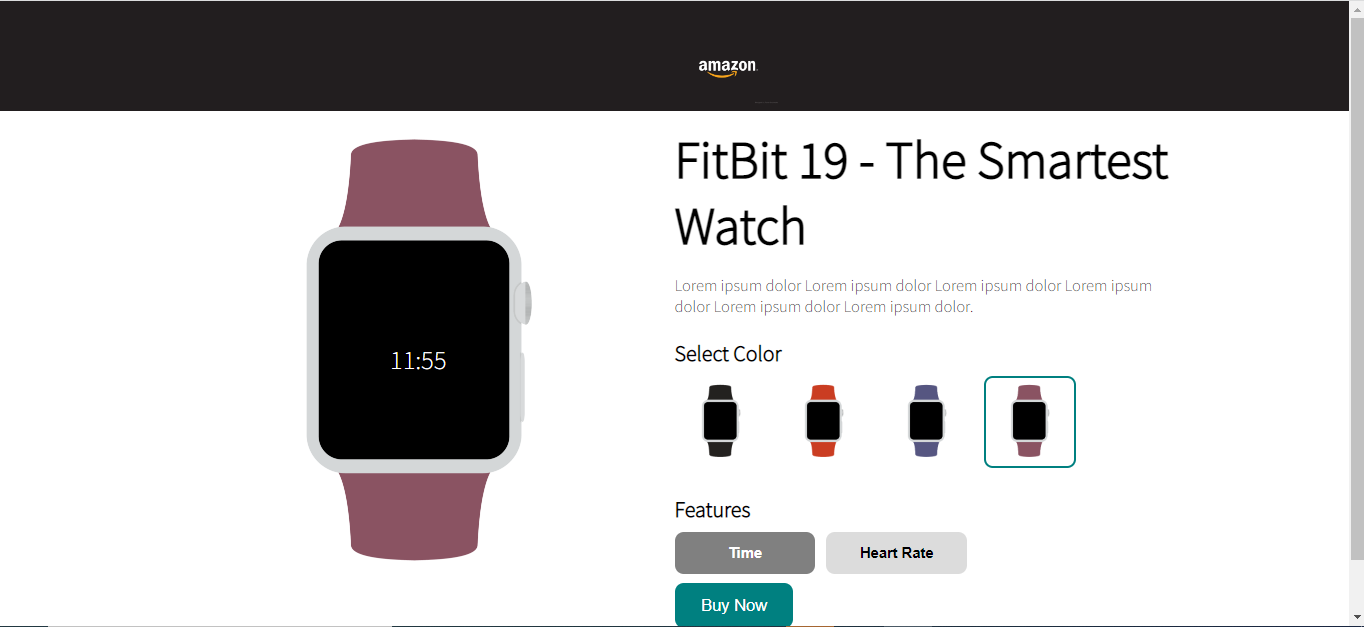 amazon
FitBit 19 - The Smartest
Watch
Lorem ipsum dolor Lorem ipsum dolor Lorem ipsum dolor Lorem ipsum
dolor Lorem ipsum dolor Lorem ipsum dolor.
11:55
Select Color
Features
Time
Heart Rate
Buy Now